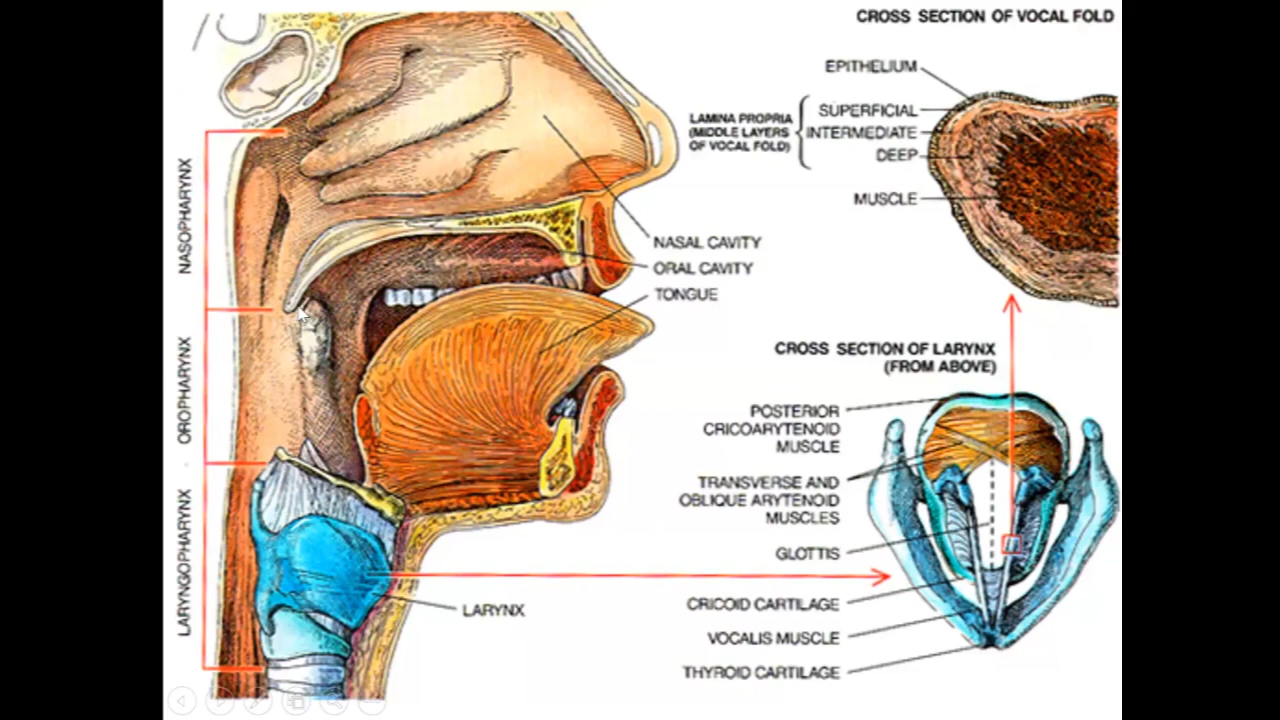 CROSS SECTION OF VOCAL FOLD
EPITHELIUM
LAMINA PROPRIA
(MIDDLE LAYERS
OF VOCAL FOLD)
SUPERFICIAL
INTERMEDIATE
DEEP
MUSCLE
NASOPHARYNX
OROPHARYNX
LARYNGOPHARYNX
NASAL CAVITY
ORAL CAVITY
TONGUE
LARYNX
CROSS SECTION OF LARYNX
(FROM ABOVE)
POSTERIOR
CRICOARYTENOID
MUSCLE
TRANSVERSE AND
OBLIQUE ARYTENOID
MUSCLES
GLOTTIS
CRICOID CARTILAGE
VOCALIS MUSCLE
THYROID CARTILAGE